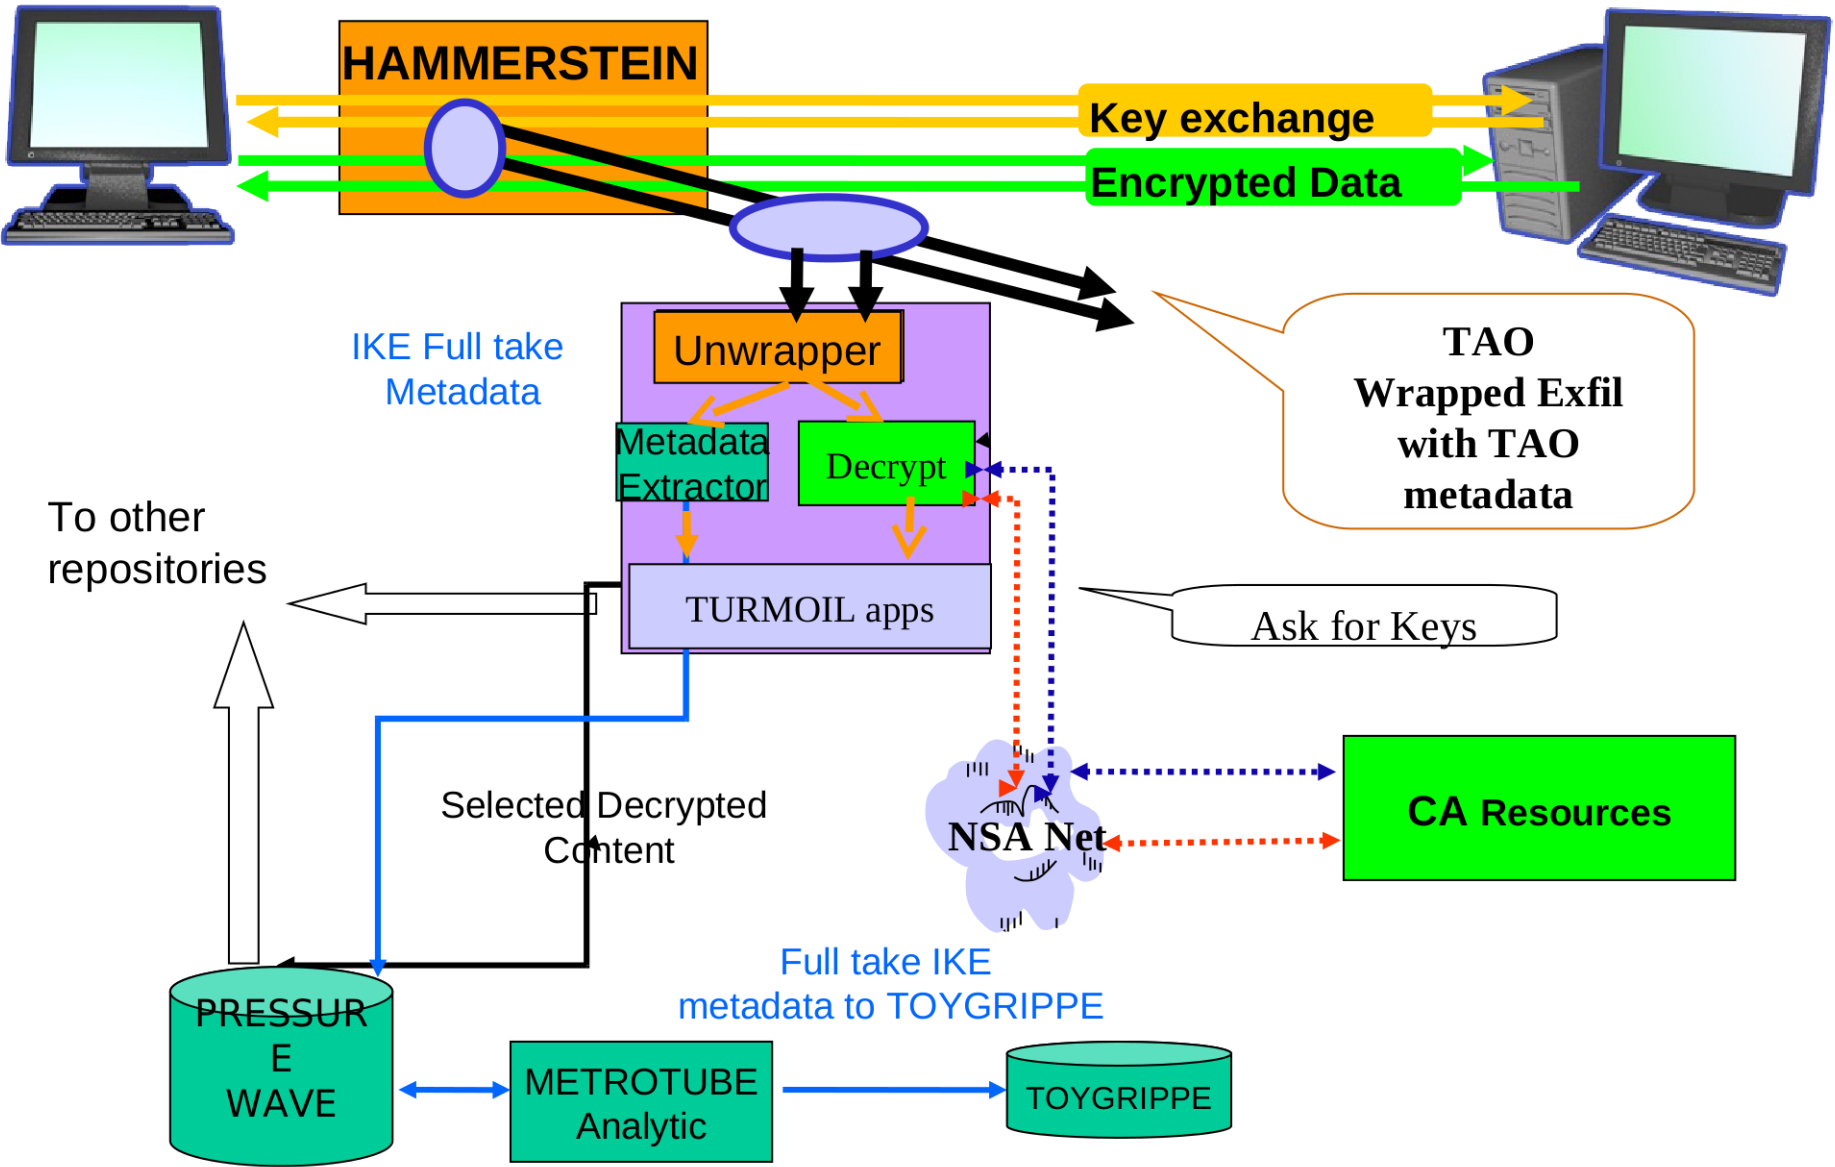 HAMMERSTEIN
Key exchange
Encrypted Data
IKE Full take
Metadata
Unwrapper
TAO
Wrapped Exfil
with TAO
metadata
Metadata
Extractor
Decrypt
To other
repositories
TURMOIL apps
Ask for Keys
Selected Decrypted
Content
NSA Net
CA Resources
Full take IKE
metadata to TOYGRIPPE
PRESSUR
E
WAVE
METROTUBE
Analytic
TOYGRIPPE